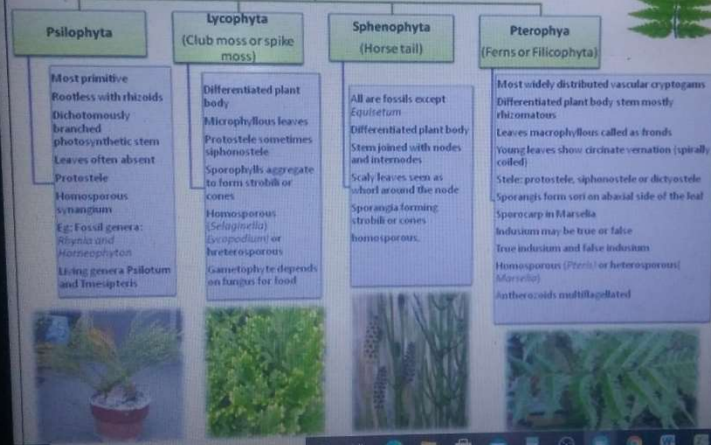 Psilophyta
Most primitive
Rootless with rhizoids
Dichotomously
branched
photosynthetic stem
Leaves often absent
Protostele
Homosporous
synangium
Eg: Fossil genera:
Rhynia and
Horneophyton
Living genera Psilotum
and Tmesipteris
Lycophyta
(Club moss or spike
moss)
Differentiated plant
body
Microphyllous leaves
Protostele sometimes
siphonostele
Sporophylls aggregate
to form strobili or
cones
Homosporous
(Selaginella)
Lycopodium) or
hreterosporous
Gametophyte depends
on fungus for food
Sphenophyta
(Horse tail)
All are fossils except
Equisetum
Differentiated plant body
Stem joined with nodes
and internodes
Scaly leaves seen as
whorl around the node
Sporangia forming
strobili or cones
homosporous.
Pterophya
(Ferns or Filicophyta)
Most widely distributed vascular cryptogams
Differentiated plant body stem mostly
rhizomatous
Leaves macrophyllous called as fronds
Young leaves show circinate vernation (spirally
coiled)
Stele: protostele, siphonostele or dictyostele
Sporangis form sori on abaxial side of the leaf
Sporocarp in Marselia
Indusium may be true or false
True indusium and false indusium
Homosporous (Pteris) or heterosporous(
Marselia)
Antherozoids multiflagellated